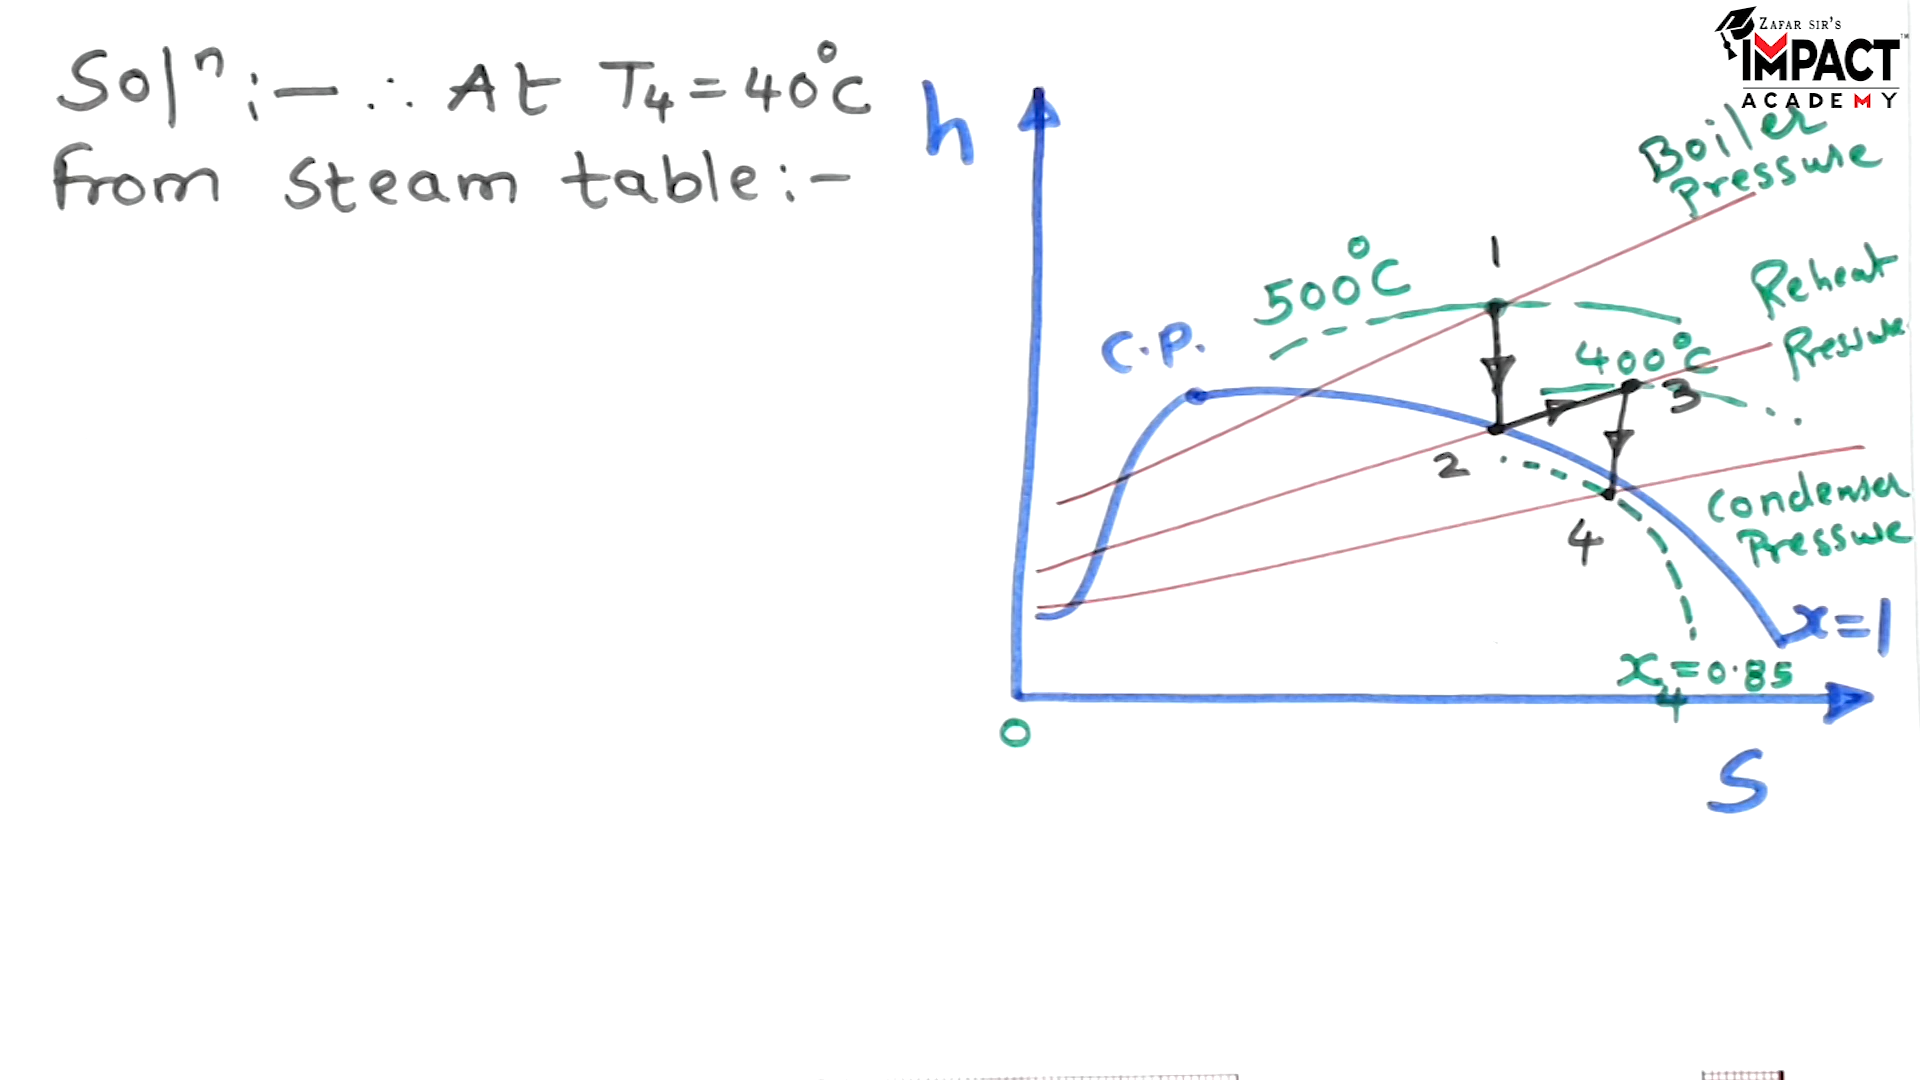 Solⁿ:- ∴ At T₄ = 40°C
from steam table:-
ZAFAR SIR'S
IMPACT
ACADEMY
h
Boiler
Pressure
1
500°C
Reheat
Pressure
C.P.
400°C
3
2
Condenser
Pressure
4
x=1
x₄=0.85
0
S